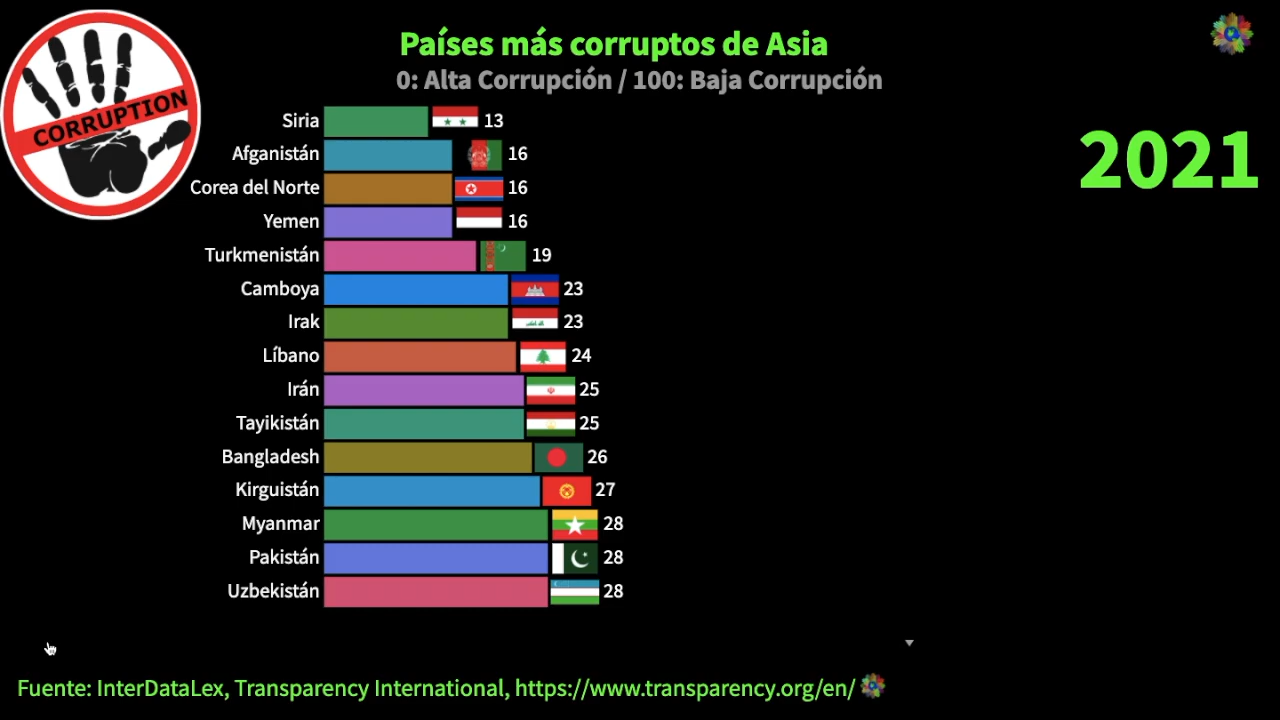 CORRUPTION
Países más corruptos de Asia
0: Alta Corrupción / 100: Baja Corrupción
2021
Siria 13
Afganistán 16
Corea del Norte 16
Yemen 16
Turkmenistán 19
Camboya 23
Irak 23
Líbano 24
Irán 25
Tayikistán 25
Bangladesh 26
Kirguistán 27
Myanmar 28
Pakistán 28
Uzbekistán 28
Fuente: InterDataLex, Transparency International, https://www.transparency.org/en/